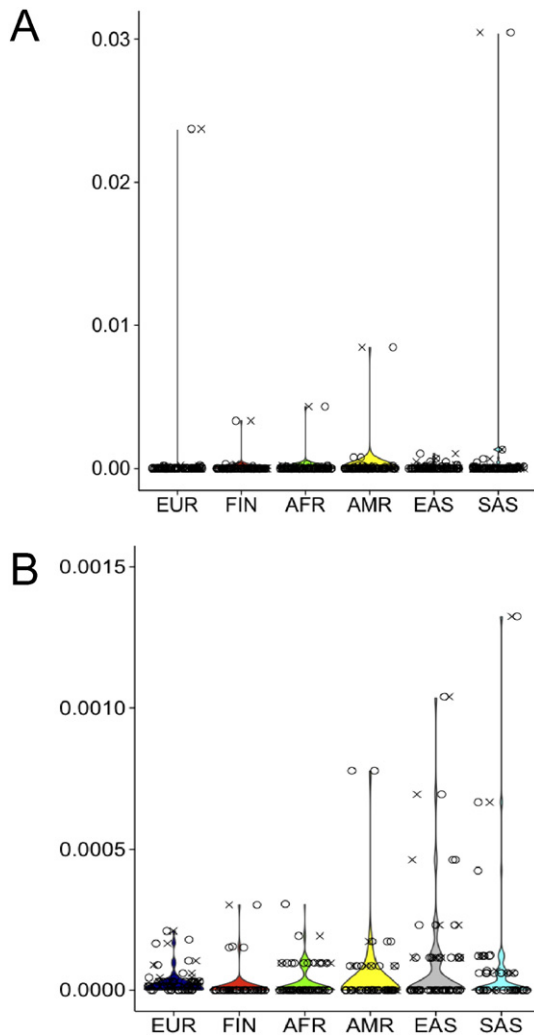 A
0.03
0.02
0.01
0.00
EUR FIN AFR AMR EAS SAS
B
0.0015
0.0010
0.0005
0.0000
EUR FIN AFR AMR EAS SAS